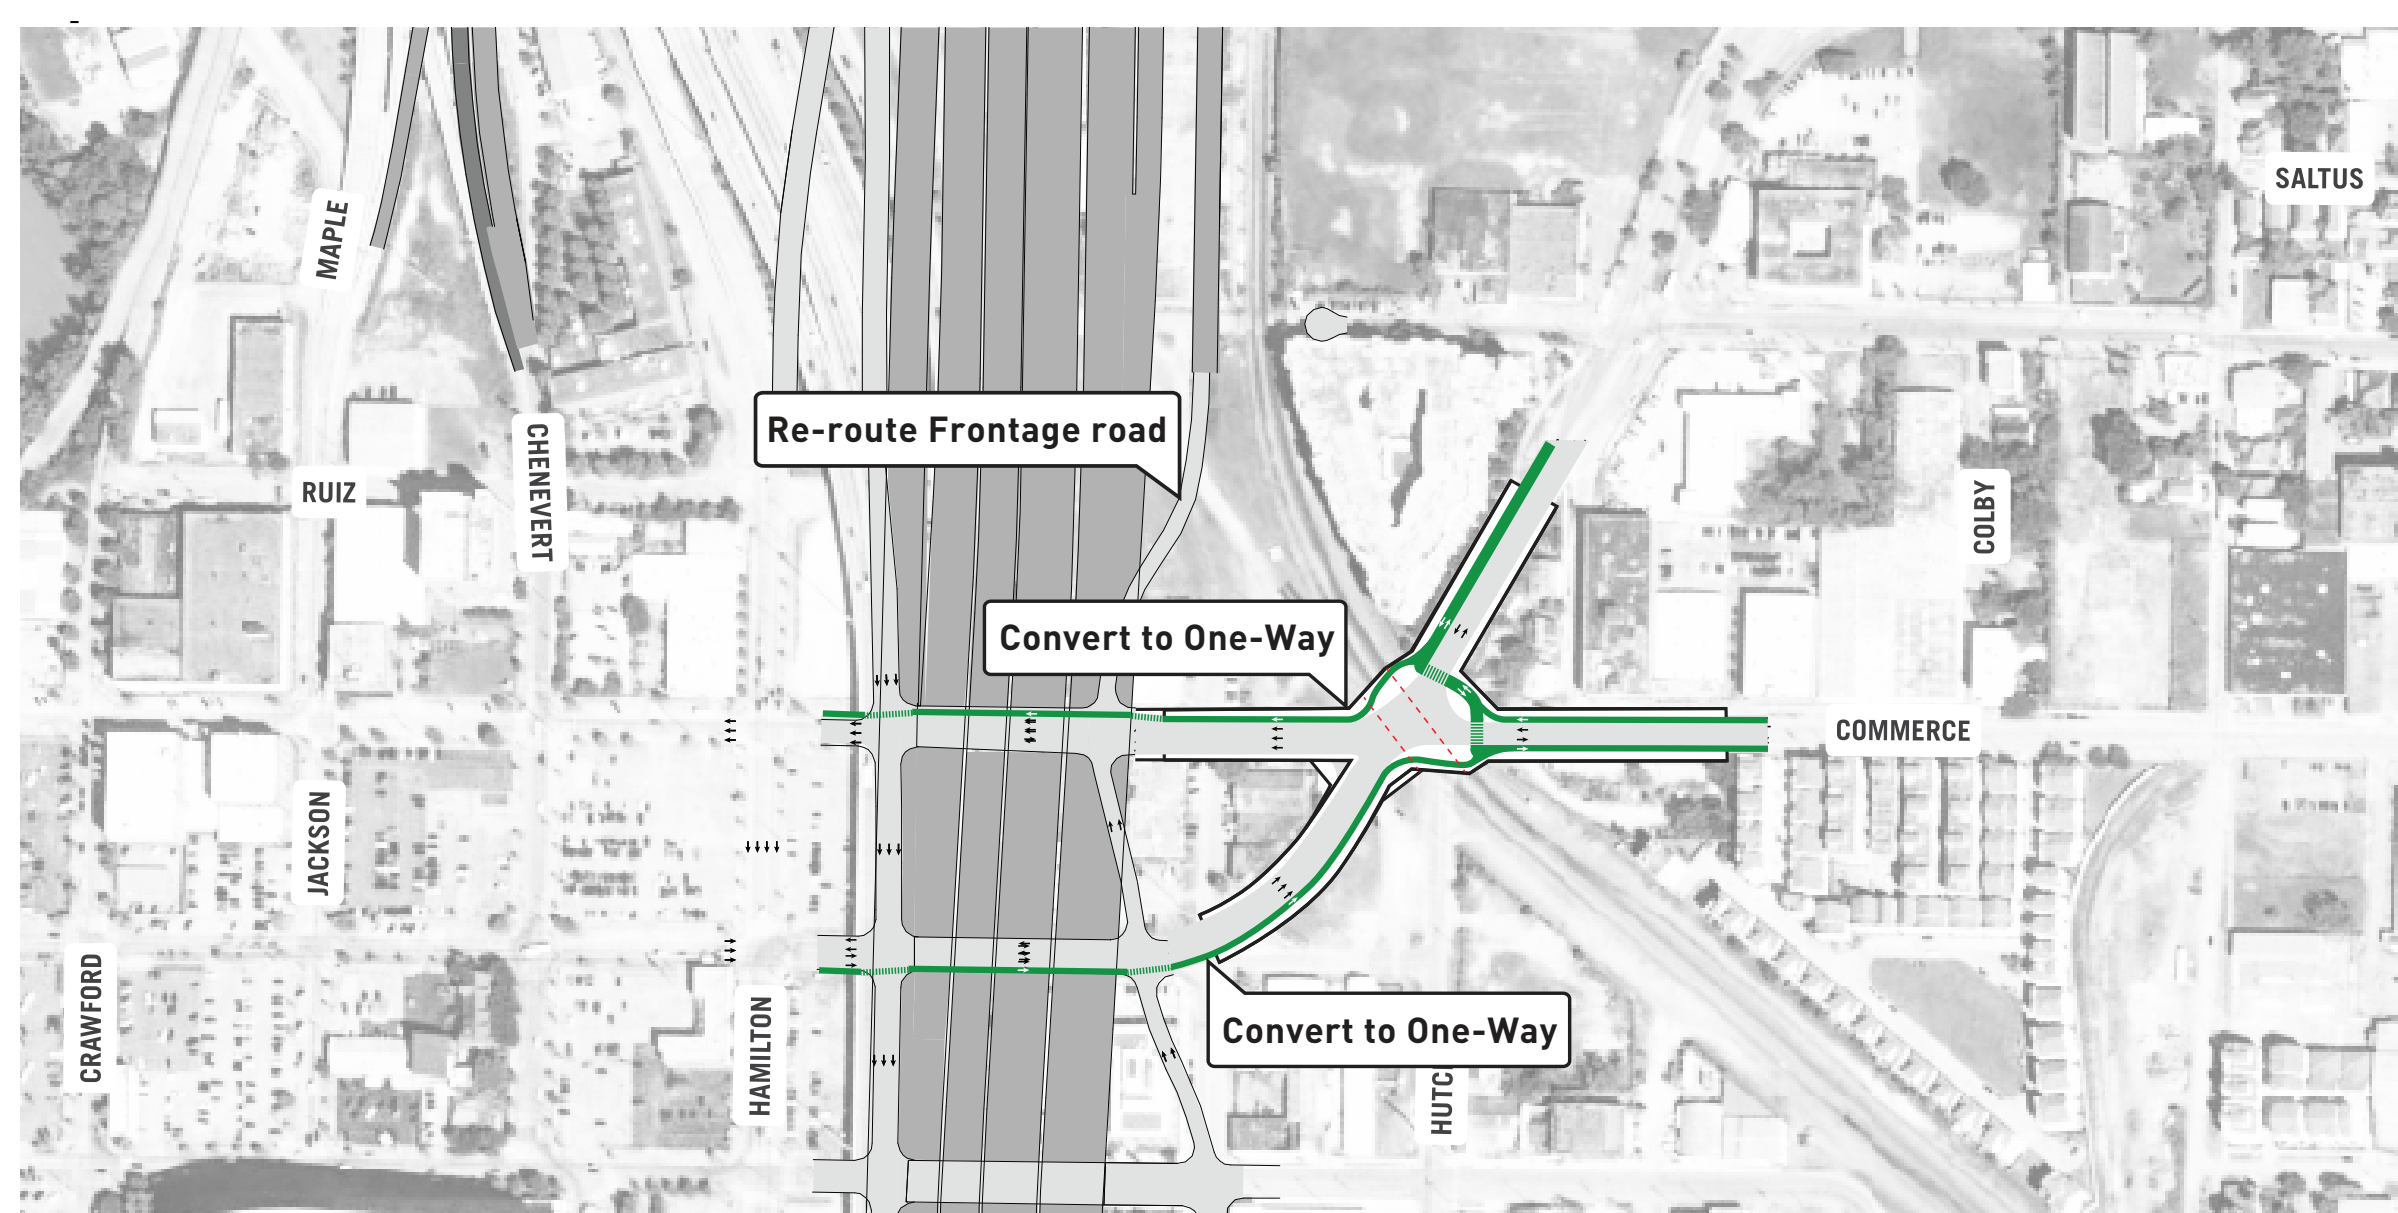 SALTUS
MAPLE
Re-route Frontage road
CHENEVERT
RUIZ
COLBY
Convert to One-Way
COMMERCE
JACKSON
CRAWFORD
HAMILTON
Convert to One-Way
HUTC